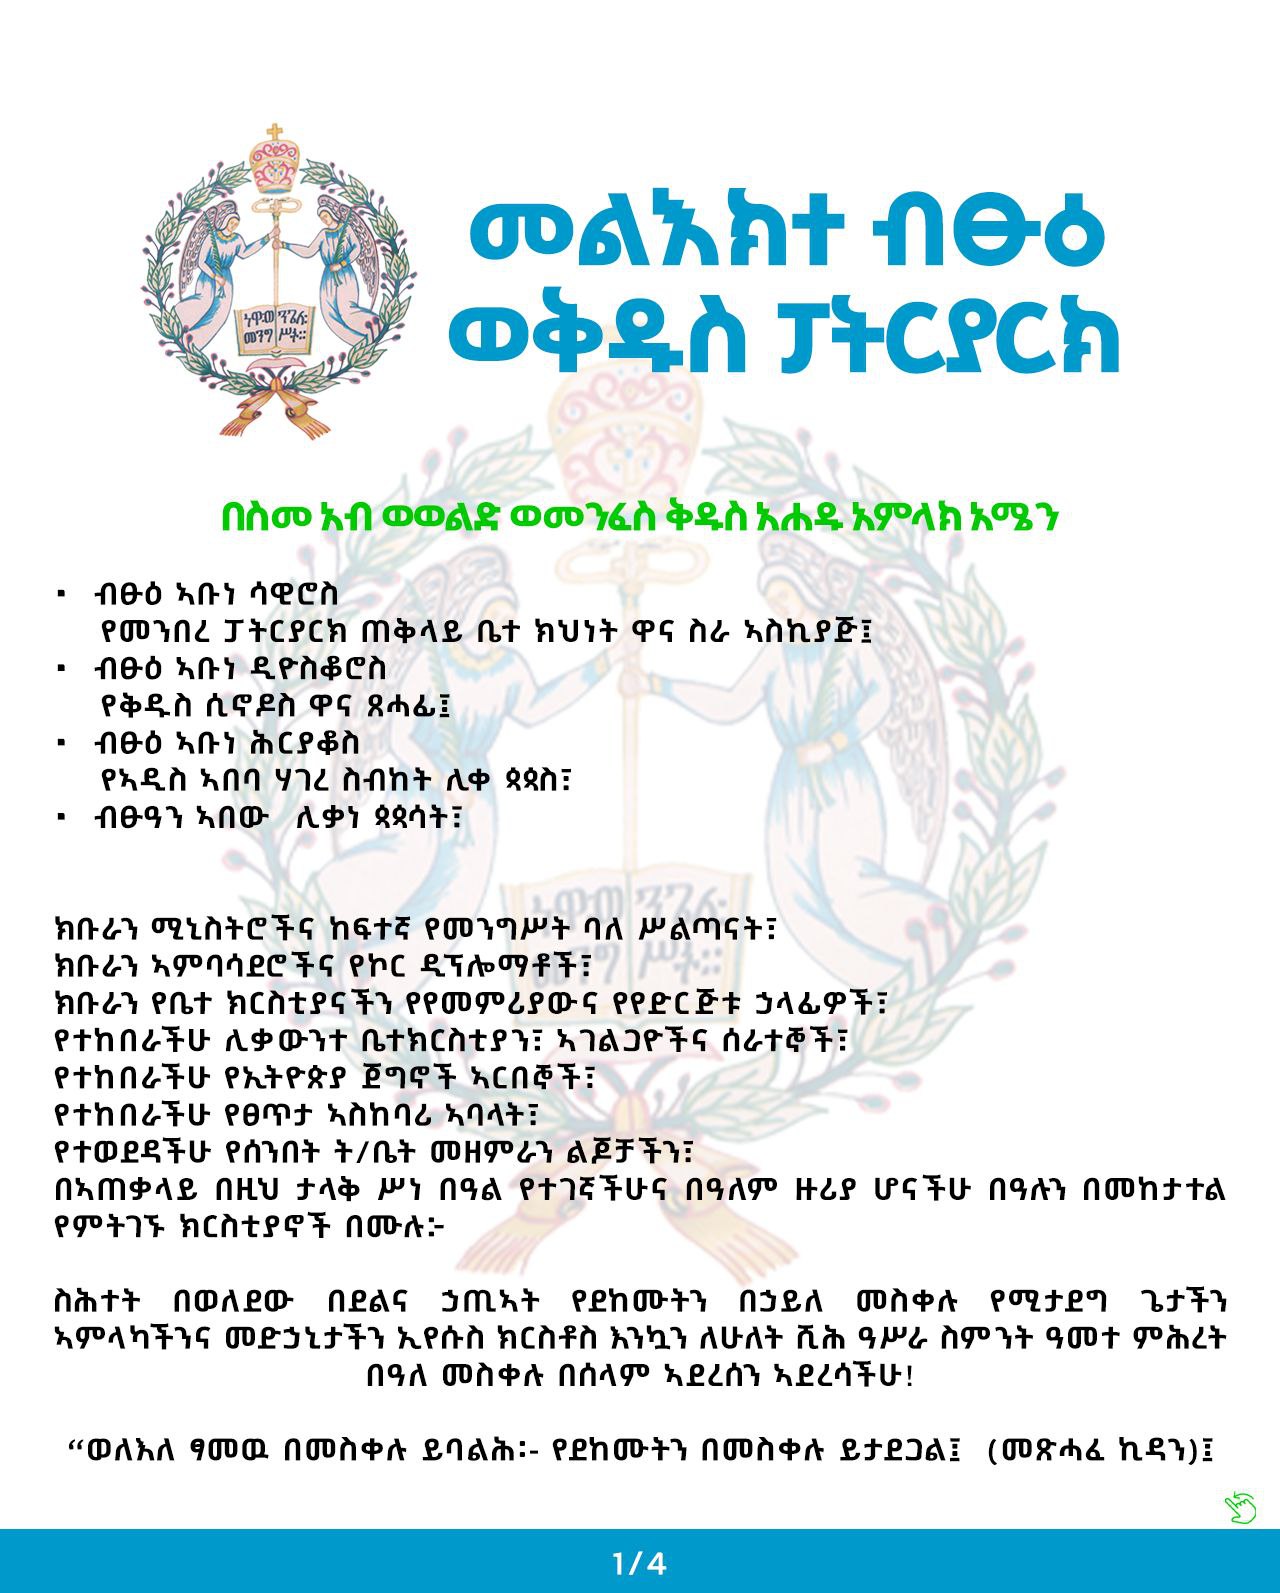 መልእክተ ብፁዕ
ወቅዱስ ፓትርያርክ
ነዋወ ንጌሉ
መንግ ሥት።
በስመ አብ ወወልድ ወመንፈስ ቅዱስ አሐዱ አምላክ አሜን
▪ ብፁዕ ኣቡነ ሳዊሮስ
የመንበረ ፓትርያርክ ጠቅላይ ቤተ ክህነት ዋና ስራ ኣስኪያጅ፤
▪ ብፁዕ ኣቡነ ዲዮስቆሮስ
የቅዱስ ሲኖዶስ ዋና ጸሓፊ፤
▪ ብፁዕ ኣቡነ ሕርያቆስ
የኣዲስ ኣበባ ሃገረ ስብከት ሊቀ ጳጳስ፣
▪ ብፁዓን ኣበው ሊቃነ ጳጳሳት፣
ክቡራን ሚኒስትሮችና ከፍተኛ የመንግሥት ባለ ሥልጣናት፣
ክቡራን ኣምባሳደሮችና የኮር ዲፕሎማቶች፣
ክቡራን የቤተ ክርስቲያናችን የየመምሪያውና የየድርጅቱ ኃላፊዎች፣
የተከበራችሁ ሊቃውንተ ቤተክርስቲያን፣ ኣገልጋዮችና ሰራተኞች፣
የተከበራችሁ የኢትዮጵያ ጀግኖች ኣርበኞች፣
የተከበራችሁ የፀጥታ ኣስከባሪ ኣባላት፣
የተወደዳችሁ የሰንበት ት/ቤት መዘምራን ልጆቻችን፣
በኣጠቃላይ በዚህ ታላቅ ሥነ በዓል የተገኛችሁና በዓለም ዙሪያ ሆናችሁ በዓሉን በመከታተል
የምትገኙ ክርስቲያኖች በሙሉ፦
ስሕተት በወለደው በደልና ኃጢኣት የደከሙትን በኃይለ መስቀሉ የሚታደግ ጌታችን
ኣምላካችንና መድኃኒታችን ኢየሱስ ክርስቶስ እንኳን ለሁለት ሺሕ ዓሥራ ስምንት ዓመተ ምሕረት
በዓለ መስቀሉ በሰላም ኣደረሰን ኣደረሳችሁ!
“ወለእለ ፃመዉ በመስቀሉ ይባልሕ፡- የደከሙትን በመስቀሉ ይታደጋል፤ (መጽሓፈ ኪዳን)፤
1/4